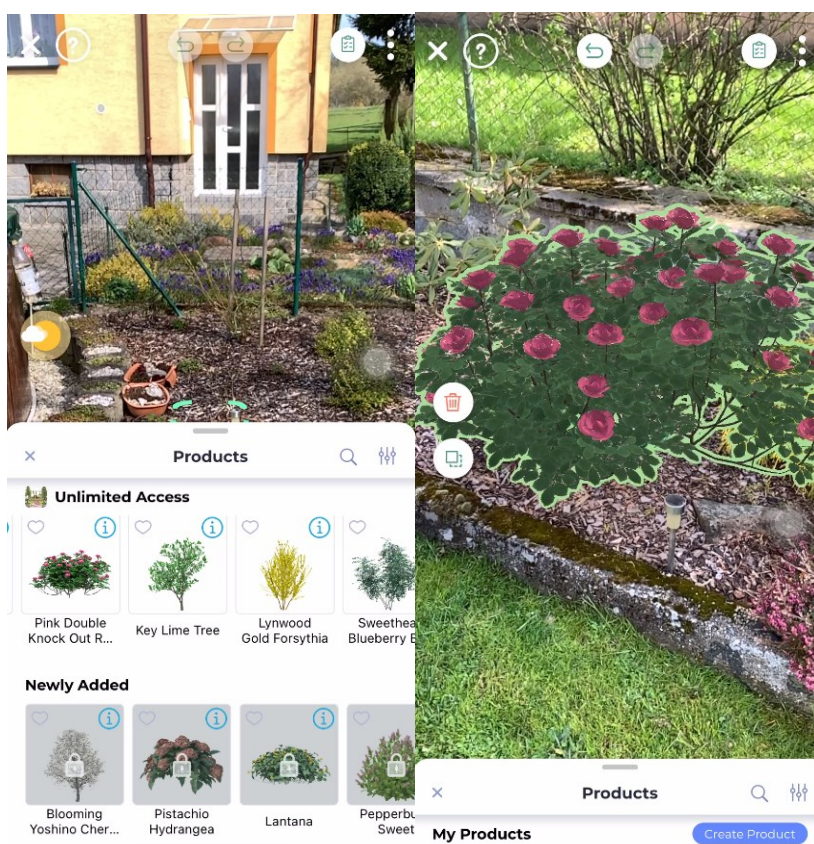 ?
Products
Unlimited Access
Pink Double
Knock Out R...
Key Lime Tree
Lynwood
Gold Forsythia
Sweethea
Blueberry B
Newly Added
Blooming
Yoshino Cher...
Pistachio
Hydrangea
Lantana
Pepperbu
Sweet
?
Products
My Products
Create Product